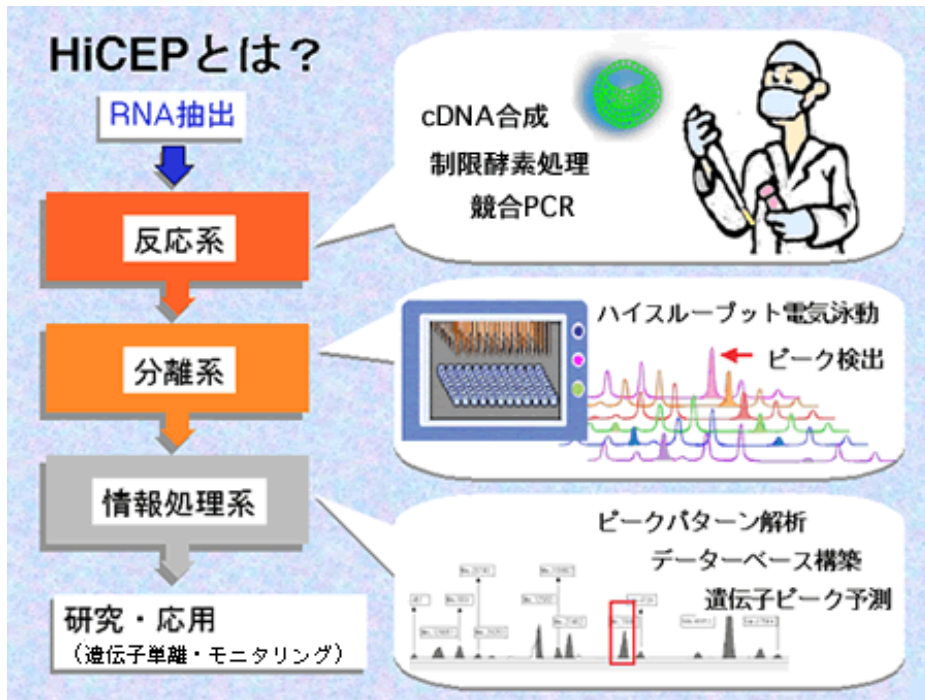 HiCEPとは？
RNA抽出
反応系
cDNA合成
制限酵素処理
競合PCR
分離系
ハイスループット電気泳動
ピーク検出
情報処理系
ピークパターン解析
データーベース構築
遺伝子ピーク予測
研究・応用
（遺伝子単離・モニタリング）